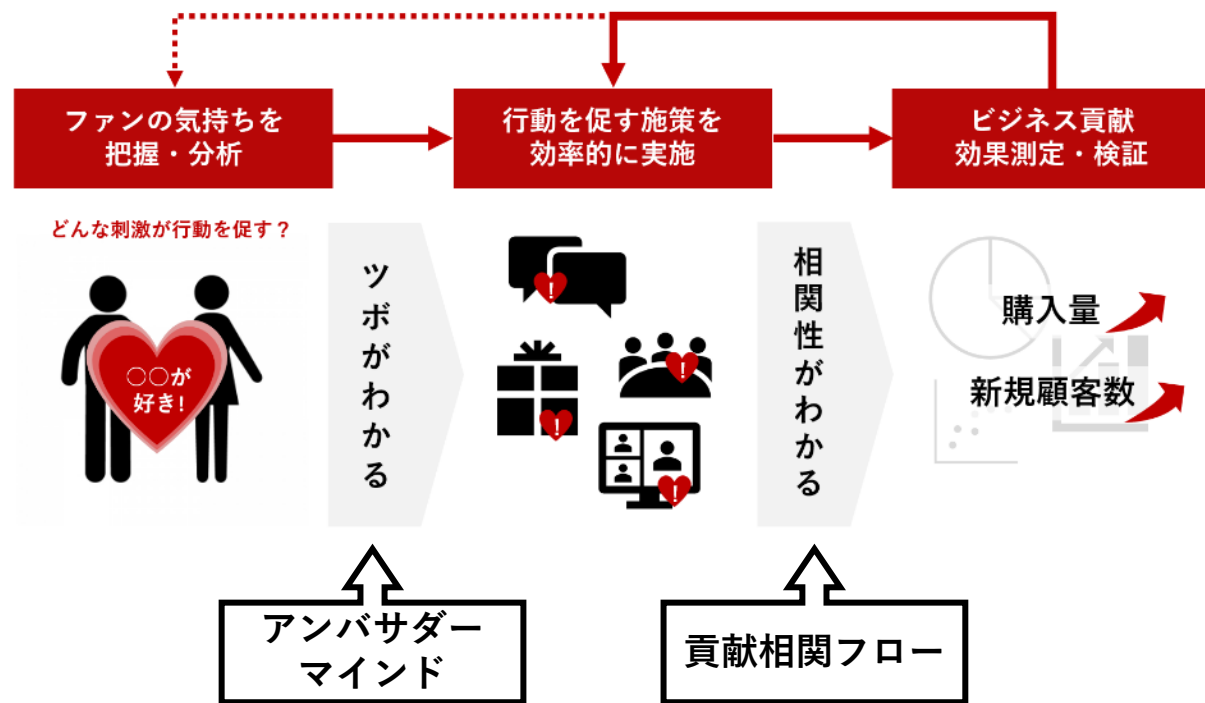 ファンの気持ちを
把握・分析
行動を促す施策を
効率的に実施
ビジネス貢献
効果測定・検証
どんな刺激が行動を促す？
○○が
好き!
ツボがわかる
!
!
!
!
相関性がわかる
購入量
新規顧客数
アンバサダー
マインド
貢献相関フロー